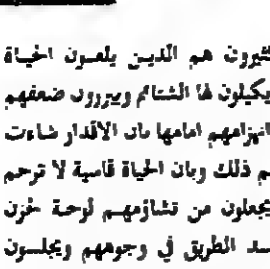 كثيرون هم الذين يلعنون الحياة
يكيلون لها الشتائم ويبررون ضعفهم
انهزامهم امامها بان الاقدار شاءت
م ذلك وبان الحياة قاسية لا ترحم
يجعلون من تشاؤمهم لوحة حزن
سد الطريق في وجوههم ويجلسون